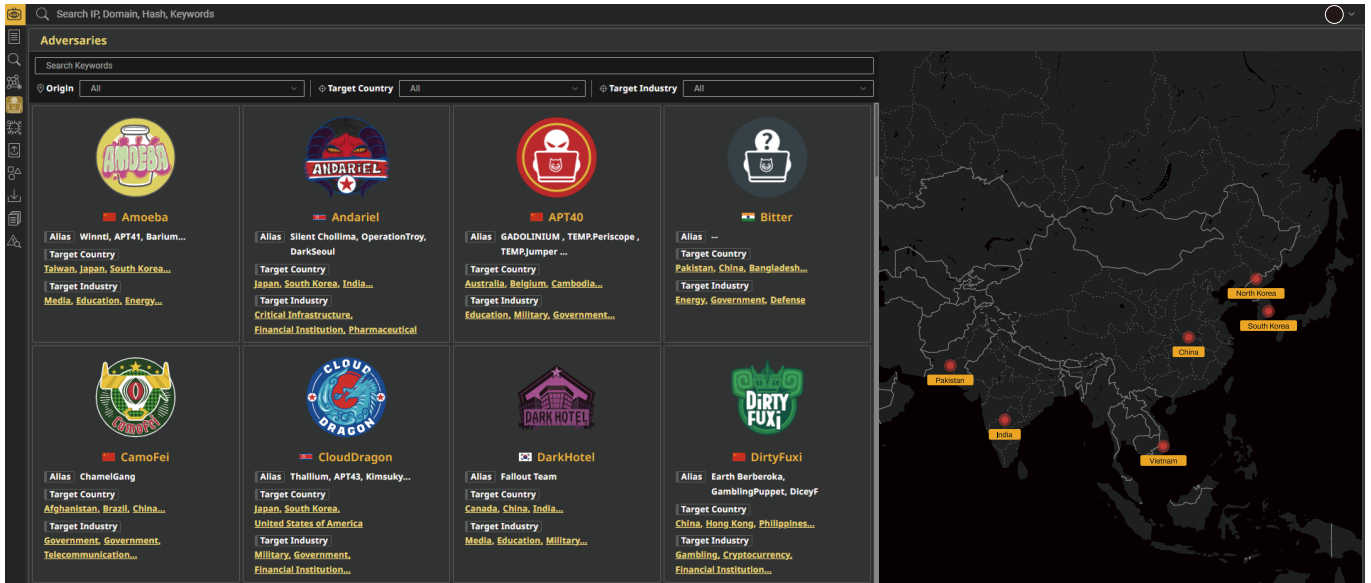 Search IP, Domain, Hash, Keywords
Adversaries
Search Keywords
Origin All Target Country All Target Industry All
AMOEBA
Amoeba
Alias Winnti, APT41, Barium...
Target Country
Taiwan, Japan, South Korea...
Target Industry
Media, Education, Energy...
ANDARIEL
Andariel
Alias Silent Chollima, OperationTroy,
DarkSeoul
Target Country
Japan, South Korea, India...
Target Industry
Critical Infrastructure,
Financial Institution, Pharmaceutical
APT40
Alias GADOLINIUM , TEMP.Periscope ,
TEMP.Jumper ...
Target Country
Australia, Belgium, Cambodia...
Target Industry
Education, Military, Government...
?
Bitter
Alias --
Target Country
Pakistan, China, Bangladesh...
Target Industry
Energy, Government, Defense
CamoFei
CamoFei
Alias ChamelGang
Target Country
Afghanistan, Brazil, China...
Target Industry
Government, Government,
Telecommunication...
CLOUD
DRAGON
CloudDragon
Alias Thallium, APT43, Kimsuky...
Target Country
Japan, South Korea,
United States of America
Target Industry
Military, Government,
Financial Institution...
DARK HOTEL
DarkHotel
Alias Fallout Team
Target Country
Canada, China, India...
Target Industry
Media, Education, Military...
DiRTY
FUXi
DirtyFuxi
Alias Earth Berberoka,
GamblingPuppet, DiceyF
Target Country
China, Hong Kong, Philippines...
Target Industry
Gambling, Cryptocurrency,
Financial Institution...
North Korea
South Korea
China
Pakistan
India
Vietnam